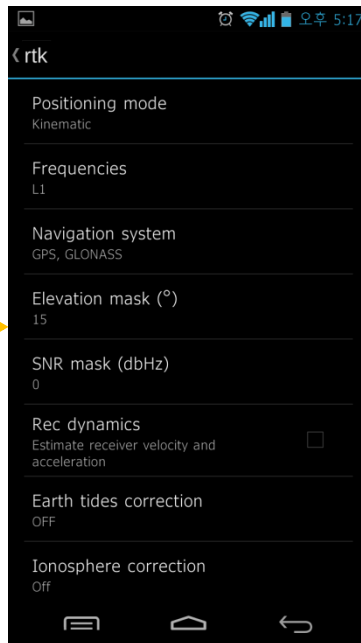 오후 5:17
rtk
Positioning mode
Kinematic
Frequencies
L1
Navigation system
GPS, GLONASS
Elevation mask (°)
15
SNR mask (dbHz)
0
Rec dynamics
Estimate receiver velocity and
acceleration
Earth tides correction
OFF
Ionosphere correction
Off